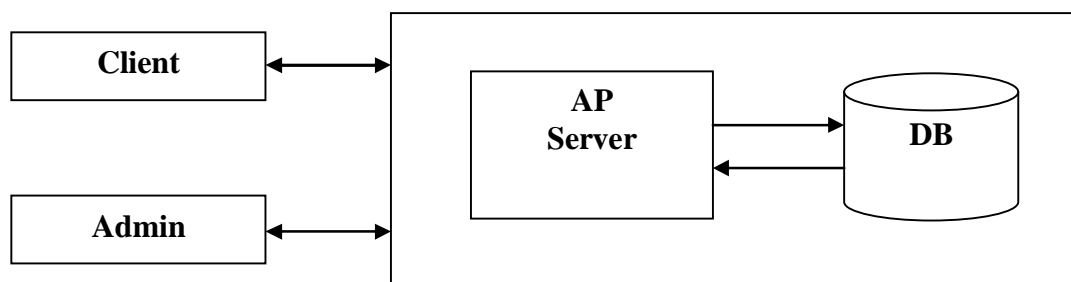 Client
AP
Server
DB
Admin